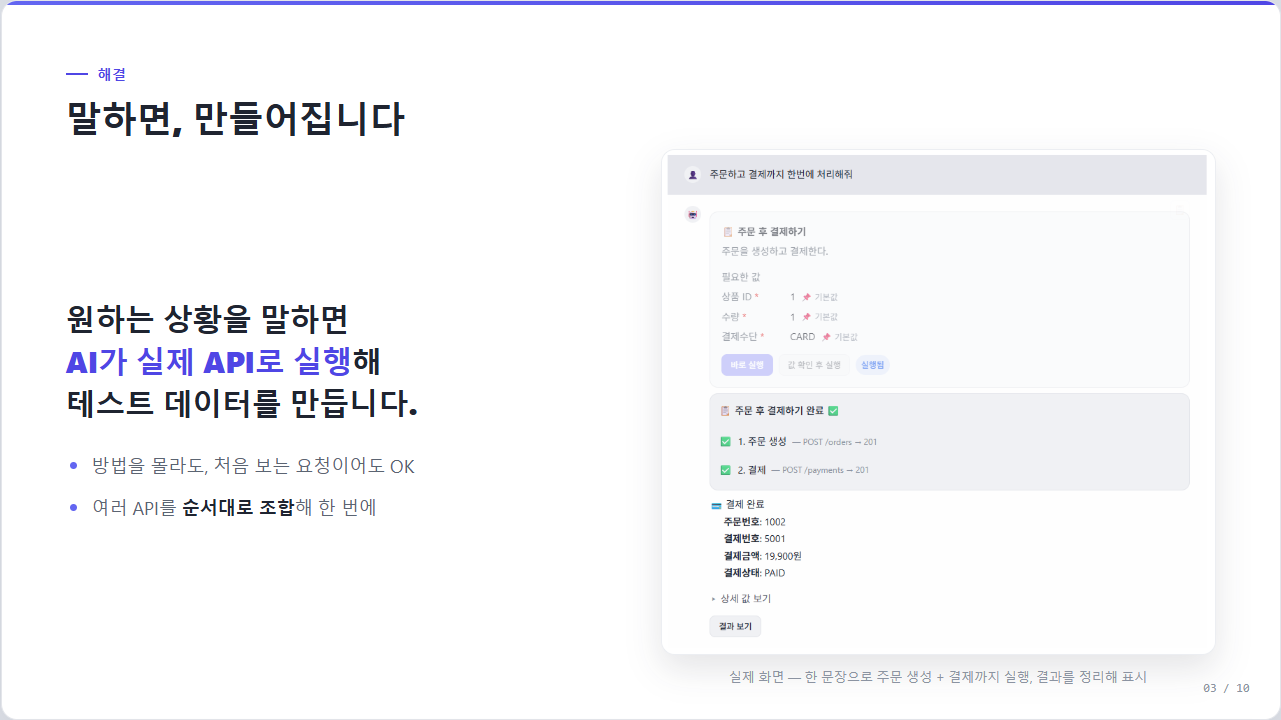 해결
말하면, 만들어집니다
원하는 상황을 말하면
AI가 실제 API로 실행해
테스트 데이터를 만듭니다.
방법을 몰라도, 처음 보는 요청이어도 OK
여러 API를 순서대로 조합해 한 번에
주문하고 결제까지 한번에 처리해줘
주문 후 결제하기
주문을 생성하고 결제한다.
필요한 값
상품 ID * 1 기본값
수량 * 1 기본값
결제수단 * CARD 기본값
바로 실행 값 확인 후 실행 실행됨
주문 후 결제하기 완료
1. 주문 생성 — POST /orders → 201
2. 결제 — POST /payments → 201
결제 완료
주문번호: 1002
결제번호: 5001
결제금액: 19,900원
결제상태: PAID
상세 값 보기
결과 보기
실제 화면 — 한 문장으로 주문 생성 + 결제까지 실행, 결과를 정리해 표시
03 / 10